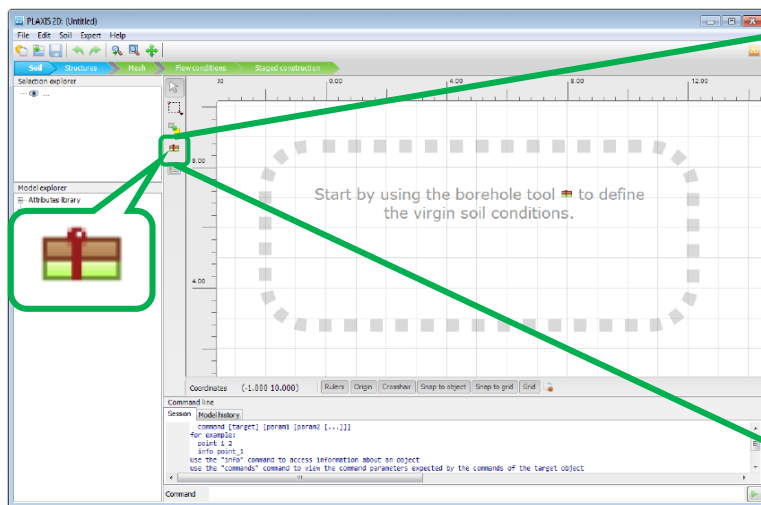 PLAXIS 2D: (Untitled)
File Edit Soil Expert Help
Soil Structures Mesh Flow conditions Staged construction
Selection explorer
...
Model explorer
Attributes library
0.00 4.00 8.00 12.00
8.00
4.00
Start by using the borehole tool to define
the virgin soil conditions.
Coordinates (-1.000 10.000) Rulers Origin Crosshair Snap to object Snap to grid Grid
Command line
Session Model history
command [target] [param1 [param2 [...]]]
for example:
point 1 2
info point_1
Use the "info" command to access information about an object
Use the "commands" command to view the command parameters expected by the commands of the target object
Command